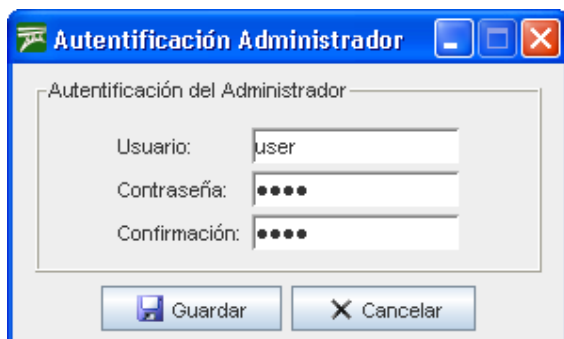 Autentificación Administrador
Autentificación del Administrador
Usuario: user
Contraseña: ••••
Confirmación: ••••
Guardar Cancelar